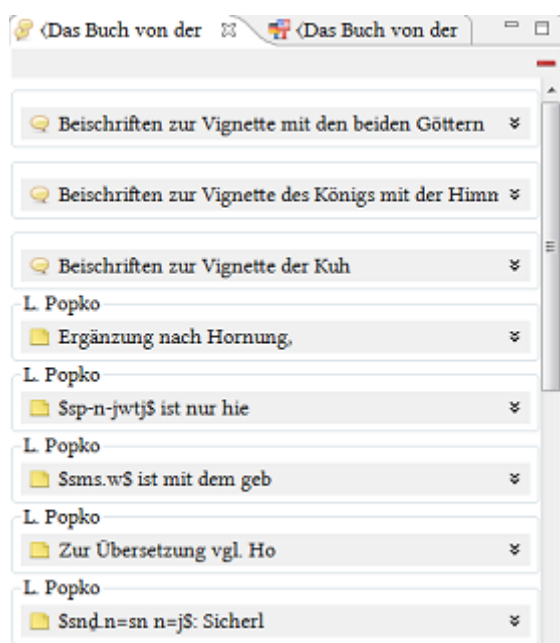 ⟨Das Buch von der
⟨Das Buch von der
Beischriften zur Vignette mit den beiden Göttern
Beischriften zur Vignette des Königs mit der Himm
Beischriften zur Vignette der Kuh
L. Popko
Ergänzung nach Hornung,
L. Popko
$sp-n-jwtj$ ist nur hie
L. Popko
$sms.w$ ist mit dem geb
L. Popko
Zur Übersetzung vgl. Ho
L. Popko
$snḏ.n=sn n=j$: Sicherl